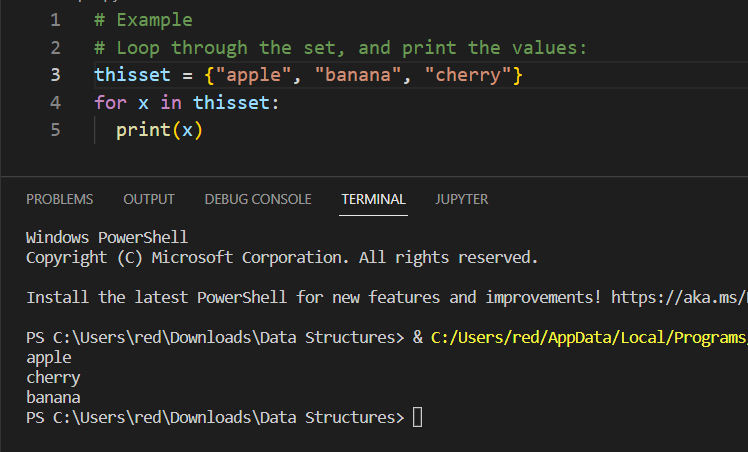 1 # Example
2 # Loop through the set, and print the values:
3 thisset = {"apple", "banana", "cherry"}
4 for x in thisset:
5 print(x)
PROBLEMS OUTPUT DEBUG CONSOLE TERMINAL JUPYTER
Windows PowerShell
Copyright (C) Microsoft Corporation. All rights reserved.
Install the latest PowerShell for new features and improvements! https://aka.ms/
PS C:\Users\red\Downloads\Data Structures> & C:/Users/red/AppData/Local/Programs
apple
cherry
banana
PS C:\Users\red\Downloads\Data Structures>